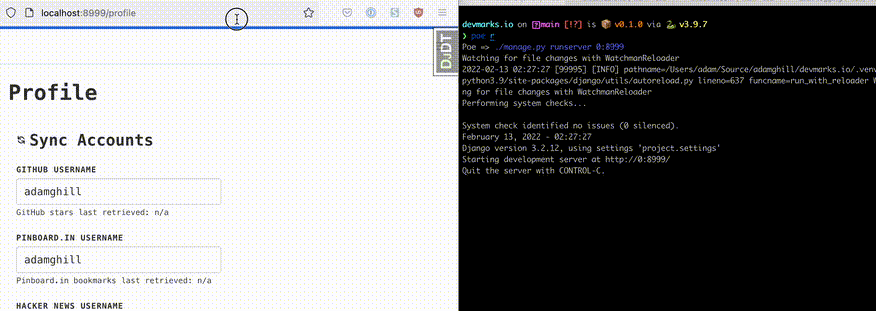 localhost:8999/profile
DJDT
Profile
Sync Accounts
GITHUB USERNAME
adamghill
GitHub stars last retrieved: n/a
PINBOARD.IN USERNAME
adamghill
Pinboard.in bookmarks last retrieved: n/a
HACKER NEWS USERNAME
devmarks.io on main [!?] is 📦 v0.1.0 via 🐍 v3.9.7
❯ poe r
Poe => ./manage.py runserver 0:8999
Watching for file changes with WatchmanReloader
2022-02-13 02:27:27 [99995] [INFO] pathname=/Users/adam/Source/adamghill/devmarks.io/.venv
python3.9/site-packages/django/utils/autoreload.py lineno=637 funcname=run_with_reloader W
ng for file changes with WatchmanReloader
Performing system checks...
System check identified no issues (0 silenced).
February 13, 2022 - 02:27:27
Django version 3.2.12, using settings 'project.settings'
Starting development server at http://0:8999/
Quit the server with CONTROL-C.